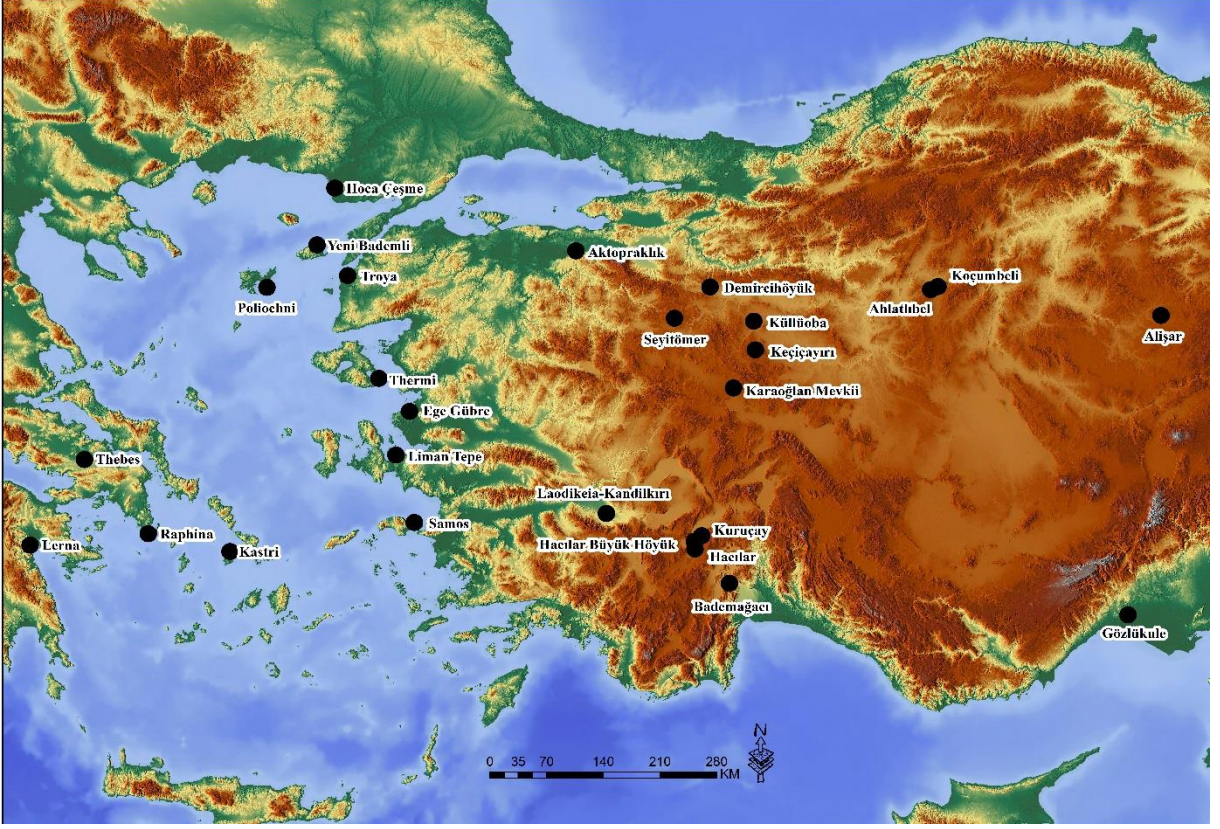 Hoca Çeşme
Yeni Bademli
Troya
Poliochni
Aktopraklık
Demircihöyük
Koçumbeli
Ahlatlıbel
Seyitömer
Küllüoba
Alişar
Keçiçayırı
Thermi
Karaoğlan Mevkii
Ege Gübre
Liman Tepe
Thebes
Laodikeia-Kandilkırı
Samos
Raphina
Kuruçay
Lerna
Kastri
Hacılar Büyük Höyük
Hacılar
Bademağacı
Gözlükule
N
0 35 70 140 210 280
KM